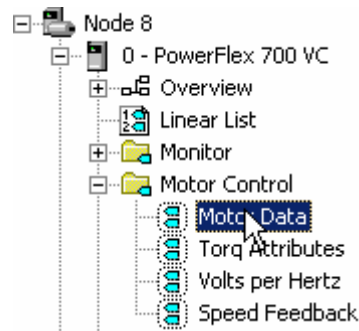 Node 8
0 - PowerFlex 700 VC
Overview
Linear List
Monitor
Motor Control
Motor Data
Torq Attributes
Volts per Hertz
Speed Feedback